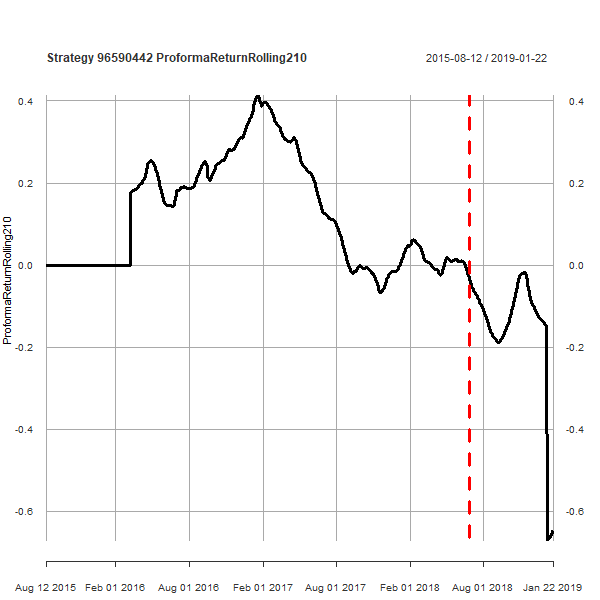 Strategy 96590442 ProformaReturnRolling210
2015-08-12 / 2019-01-22
ProformaReturnRolling210
0.4 0.4
0.2 0.2
0.0 0.0
-0.2 -0.2
-0.4 -0.4
-0.6 -0.6
Aug 12 2015 Feb 01 2016 Aug 01 2016 Feb 01 2017 Aug 01 2017 Feb 01 2018 Aug 01 2018 Jan 22 2019